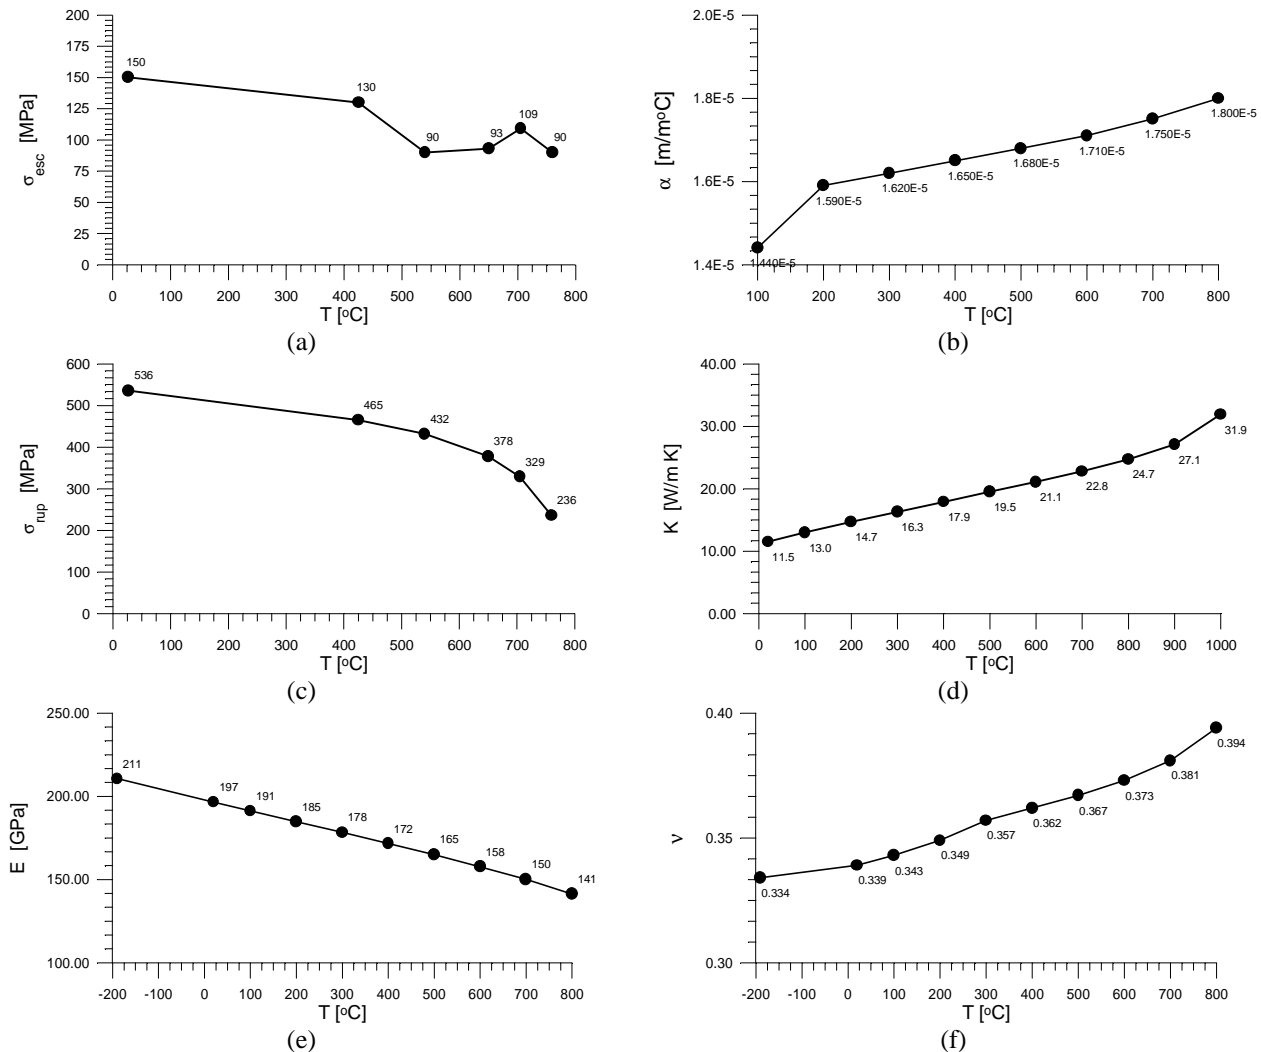 200
175
150
125
100
75
50
25
0
σesc [MPa]
150
130
90
93
109
90
0 100 200 300 400 500 600 700 800
T [oC]
(a)
2.0E-5
1.8E-5
1.6E-5
1.4E-5
α [m/moC]
1.440E-5
1.590E-5
1.620E-5
1.650E-5
1.680E-5
1.710E-5
1.750E-5
1.800E-5
100 200 300 400 500 600 700 800
T [oC]
(b)
600
500
400
300
200
100
0
σrup [MPa]
536
465
432
378
329
236
0 100 200 300 400 500 600 700 800
T [oC]
(c)
40.00
30.00
20.00
10.00
0.00
K [W/m K]
11.5
13.0
14.7
16.3
17.9
19.5
21.1
22.8
24.7
27.1
31.9
0 100 200 300 400 500 600 700 800 900 1000
T [oC]
(d)
250.00
200.00
150.00
100.00
E [GPa]
211
197
191
185
178
172
165
158
150
141
-200 -100 0 100 200 300 400 500 600 700 800
T [oC]
(e)
0.40
0.35
0.30
ν
0.334
0.339
0.343
0.349
0.357
0.362
0.367
0.373
0.381
0.394
-200 -100 0 100 200 300 400 500 600 700 800
T [oC]
(f)